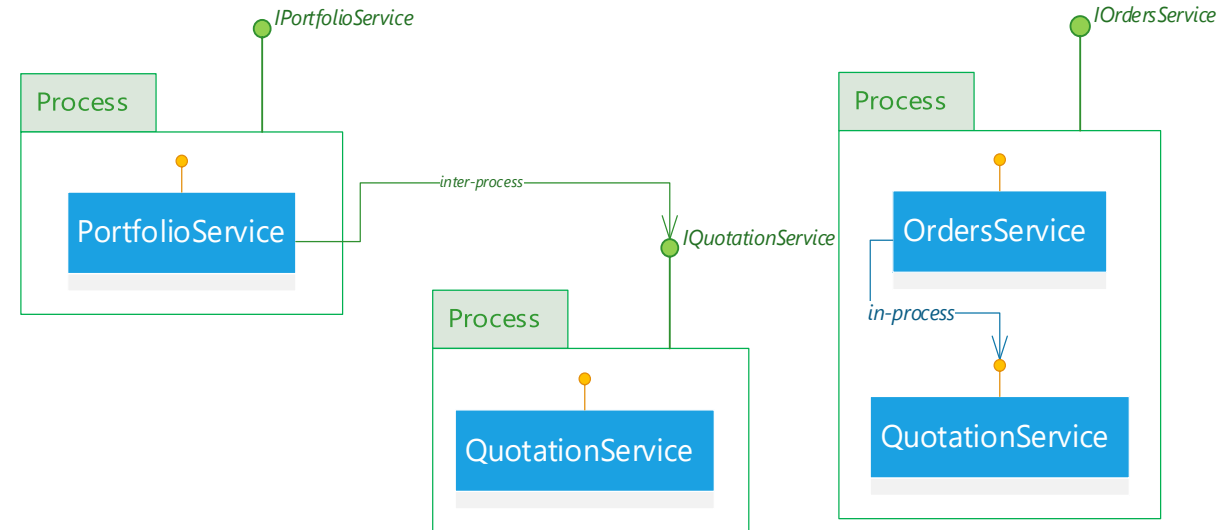 IPortfolioService
IOrdersService
Process
Process
PortfolioService
inter-process
OrdersService
IQuotationService
in-process
Process
QuotationService
QuotationService